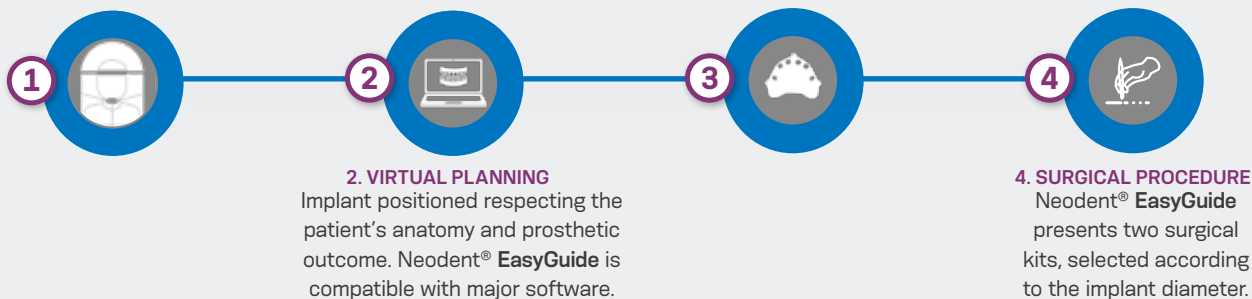 1
2
3
4
2. VIRTUAL PLANNING
Implant positioned respecting the
patient's anatomy and prosthetic
outcome. Neodent® EasyGuide is
compatible with major software.
4. SURGICAL PROCEDURE
Neodent® EasyGuide
presents two surgical
kits, selected according
to the implant diameter.